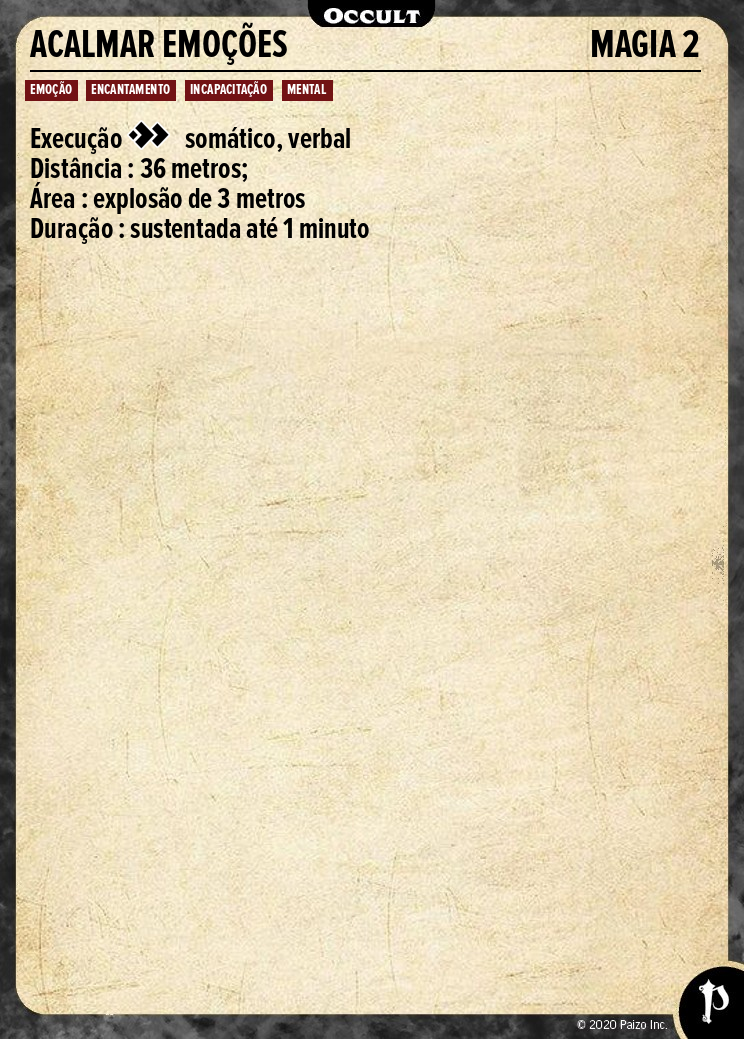 OCCULT
ACALMAR EMOÇÕES MAGIA 2
EMOÇÃO ENCANTAMENTO INCAPACITAÇÃO MENTAL
Execução somático, verbal
Distância : 36 metros;
Área : explosão de 3 metros
Duração : sustentada até 1 minuto
© 2020 Paizo Inc.
P